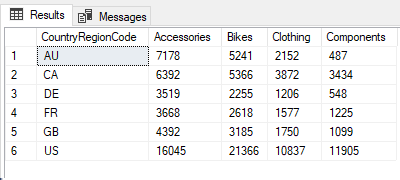 Results Messages
CountryRegionCode Accessories Bikes Clothing Components
1 AU 7178 5241 2152 487
2 CA 6392 5366 3872 3434
3 DE 3519 2255 1206 548
4 FR 3668 2618 1577 1225
5 GB 4392 3185 1750 1099
6 US 16045 21366 10837 11905